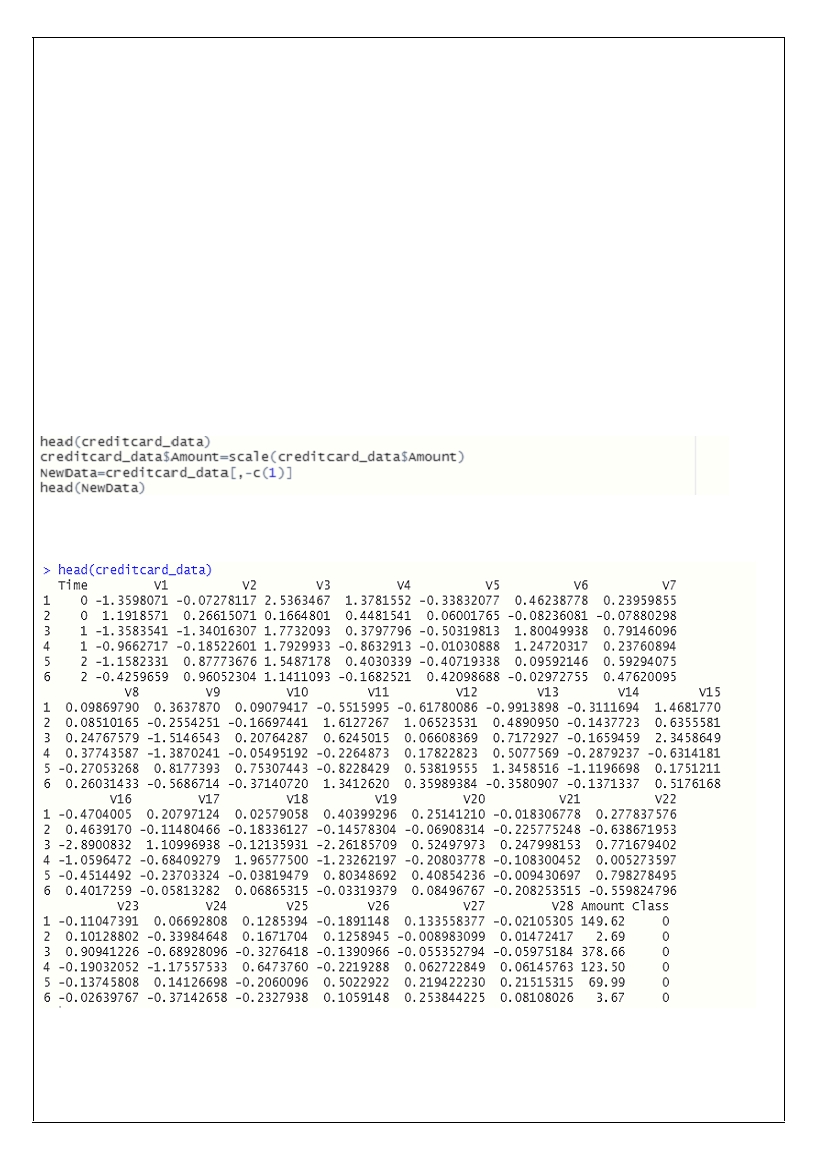 head(creditcard_data)
creditcard_data$Amount=scale(creditcard_data$Amount)
NewData=creditcard_data[,-c(1)]
head(NewData)
> head(creditcard_data)
Time V1 V2 V3 V4 V5 V6 V7
1 0 -1.3598071 -0.07278117 2.5363467 1.3781552 -0.33832077 0.46238778 0.23959855
2 0 1.1918571 0.26615071 0.1664801 0.4481541 0.06001765 -0.08236081 -0.07880298
3 1 -1.3583541 -1.34016307 1.7732093 0.3797796 -0.50319813 1.80049938 0.79146096
4 1 -0.9662717 -0.18522601 1.7929933 -0.8632913 -0.01030888 1.24720317 0.23760894
5 2 -1.1582331 0.87773676 1.5487178 0.4030339 -0.40719338 0.09592146 0.59294075
6 2 -0.4259659 0.96052304 1.1411093 -0.1682521 0.42098688 -0.02972755 0.47620095
V8 V9 V10 V11 V12 V13 V14 V15
1 0.09869790 0.3637870 0.09079417 -0.5515995 -0.61780086 -0.9913898 -0.3111694 1.4681770
2 0.08510165 -0.2554251 -0.16697441 1.6127267 1.06523531 0.4890950 -0.1437723 0.6355581
3 0.24767579 -1.5146543 0.20764287 0.6245015 0.06608369 0.7172927 -0.1659459 2.3458649
4 0.37743587 -1.3870241 -0.05495192 -0.2264873 0.17822823 0.5077569 -0.2879237 -0.6314181
5 -0.27053268 0.8177393 0.75307443 -0.8228429 0.53819555 1.3458516 -1.1196698 0.1751211
6 0.26031433 -0.5686714 -0.37140720 1.3412620 0.35989384 -0.3580907 -0.1371337 0.5176168
V16 V17 V18 V19 V20 V21 V22
1 -0.4704005 0.20797124 0.02579058 0.40399296 0.25141210 -0.018306778 0.277837576
2 0.4639170 -0.11480466 -0.18336127 -0.14578304 -0.06908314 -0.225775248 -0.638671953
3 -2.8900832 1.10996938 -0.12135931 -2.26185709 0.52497973 0.247998153 0.771679402
4 -1.0596472 -0.68409279 1.96577500 -1.23262197 -0.20803778 -0.108300452 0.005273597
5 -0.4514492 -0.23703324 -0.03819479 0.80348692 0.40854236 -0.009430697 0.798278495
6 0.4017259 -0.05813282 0.06865315 -0.03319379 0.08496767 -0.208253515 -0.559824796
V23 V24 V25 V26 V27 V28 Amount Class
1 -0.11047391 0.06692808 0.1285394 -0.1891148 0.133558377 -0.02105305 149.62 0
2 0.10128802 -0.33984648 0.1671704 0.1258945 -0.008983099 0.01472417 2.69 0
3 0.90941226 -0.68928096 -0.3276418 -0.1390966 -0.055352794 -0.05975184 378.66 0
4 -0.19032052 -1.17557533 0.6473760 -0.2219288 0.062722849 0.06145763 123.50 0
5 -0.13745808 0.14126698 -0.2060096 0.5022922 0.219422230 0.21515315 69.99 0
6 -0.02639767 -0.37142658 -0.2327938 0.1059148 0.253844225 0.08108026 3.67 0